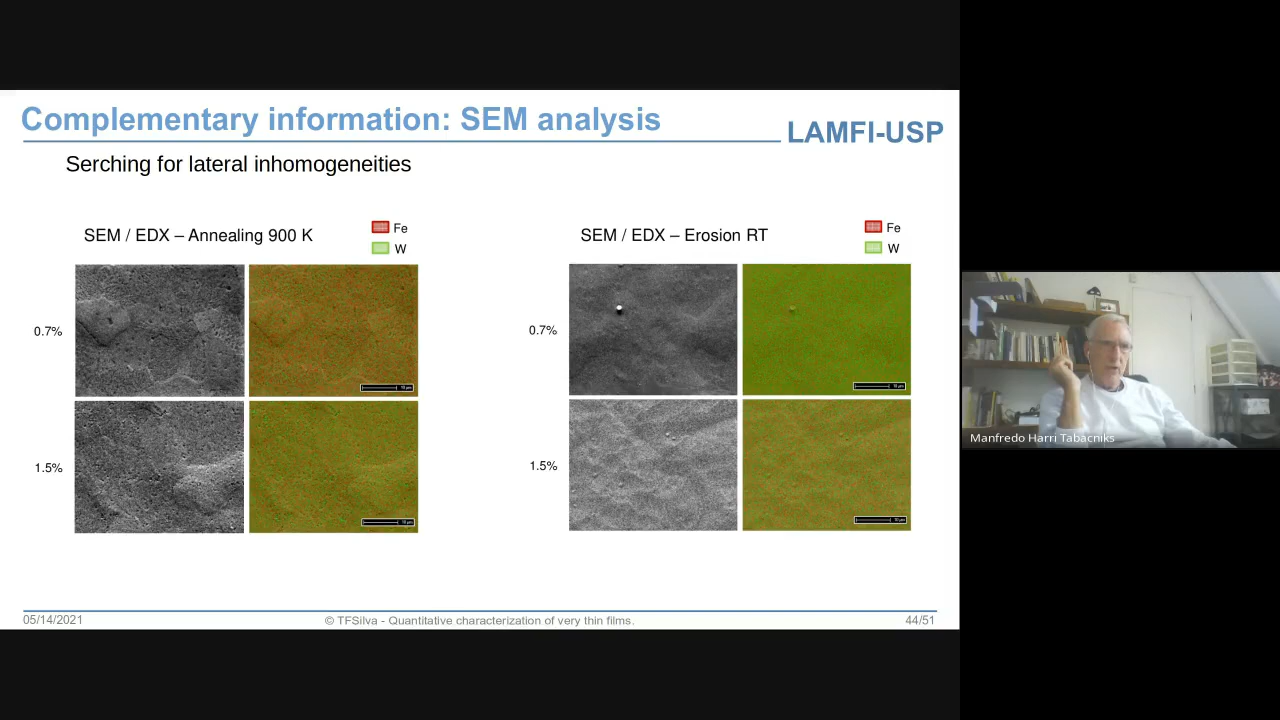 Complementary information: SEM analysis
LAMFI-USP
Serching for lateral inhomogeneities
SEM / EDX – Annealing 900 K
Fe
W
SEM / EDX – Erosion RT
Fe
W
0.7%
1.5%
0.7%
1.5%
Manfredo Harri Tabacniks
05/14/2021
© TFSilva - Quantitative characterization of very thin films.
44/51